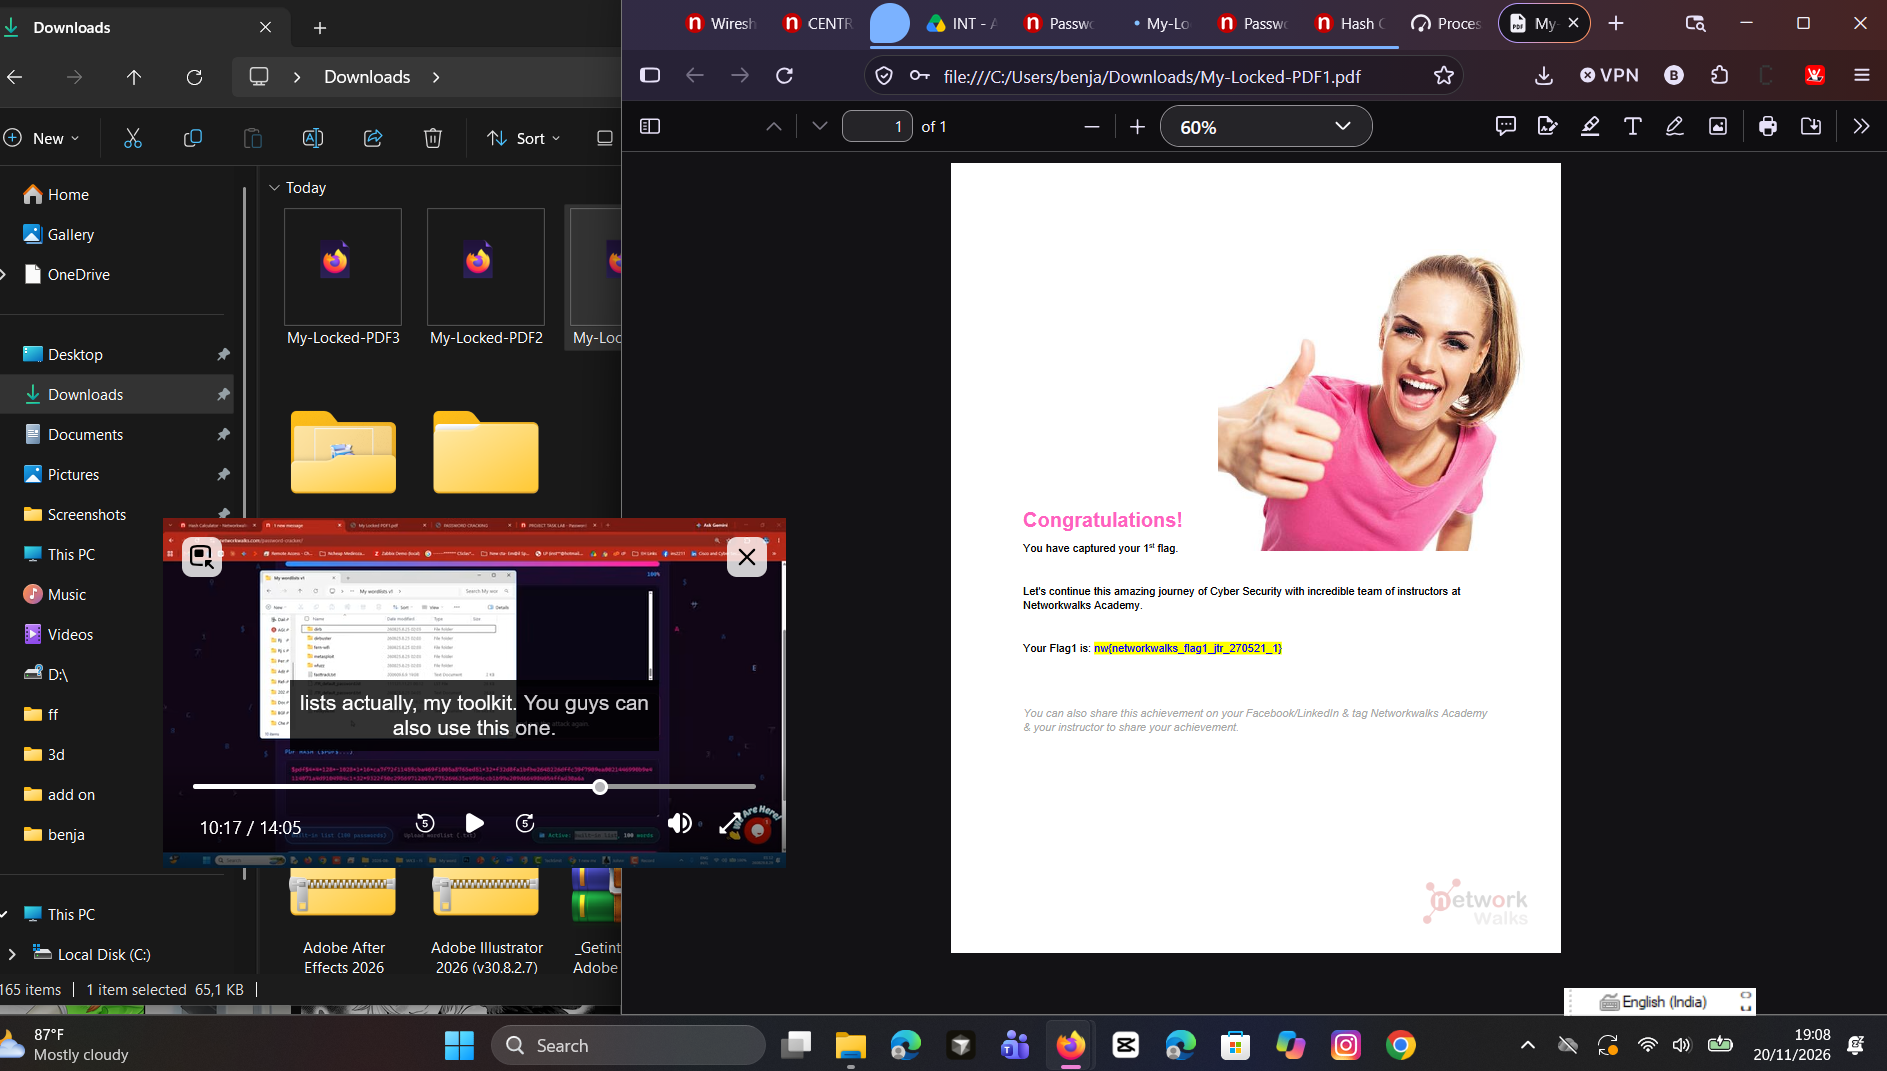 Downloads
Wiresh
CENTR
INT - A
Passwo
My-Lo
Passwo
Hash C
Proces
My-
Downloads
file:///C:/Users/benja/Downloads/My-Locked-PDF1.pdf
VPN
B
New
Sort
1 of 1
60%
Home
Gallery
OneDrive
Desktop
Downloads
Documents
Pictures
Screenshots
This PC
Music
Videos
D:\
ff
3d
add on
benja
This PC
Local Disk (C:)
Today
My-Locked-PDF3
My-Locked-PDF2
My-Loc
lists actually, my toolkit. You guys can
also use this one.
10:17 / 14:05
Adobe After
Effects 2026
Adobe Illustrator
2026 (v30.8.2.7)
_Getint
Adobe
165 items
1 item selected 65,1 KB
Congratulations!
You have captured your 1st flag.
Let's continue this amazing journey of Cyber Security with incredible team of instructors at
Networkwalks Academy.
Your Flag1 is: nw{networkwalks_flag1_jtr_270521_1}
You can also share this achievement on your Facebook/LinkedIn & tag Networkwalks Academy
& your instructor to share your achievement.
network
Walks
English (India)
87°F
Mostly cloudy
Search
19:08
20/11/2026